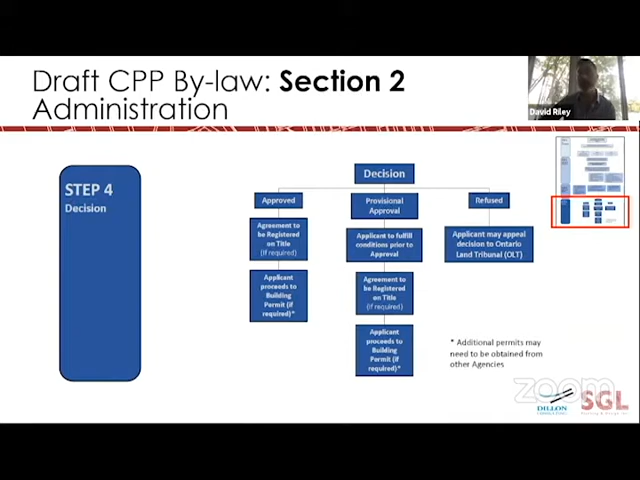 Draft CPP By-law: Section 2
Administration
David Riley
STEP 4
Decision
Decision
Approved
Provisional
Approval
Refused
Agreement to
be Registered
on Title
(if required)
Applicant to fulfill
conditions prior to
Approval
Applicant may appeal
decision to Ontario
Land Tribunal (OLT)
Applicant
proceeds to
Building
Permit (if
required)*
Agreement to
be Registered
on Title
(if required)
Applicant
proceeds to
Building
Permit (if
required)*
* Additional permits may
need to be obtained from
other Agencies
zoom
DILLON
CONSULTING
SGL